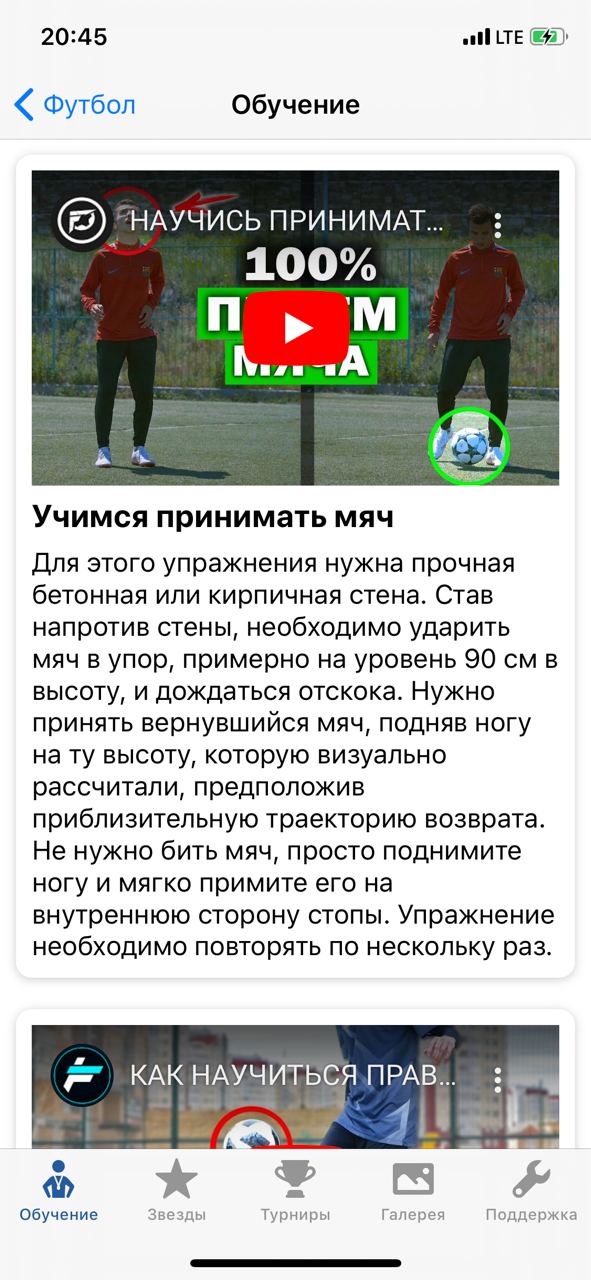 20:45
LTE
Футбол
Обучение
НАУЧИСЬ ПРИНИМАТ...
100%
Учимся принимать мяч
Для этого упражнения нужна прочная
бетонная или кирпичная стена. Став
напротив стены, необходимо ударить
мяч в упор, примерно на уровень 90 см в
высоту, и дождаться отскока. Нужно
принять вернувшийся мяч, подняв ногу
на ту высоту, которую визуально
рассчитали, предположив
приблизительную траекторию возврата.
Не нужно бить мяч, просто поднимите
ногу и мягко примите его на
внутреннюю сторону стопы. Упражнение
необходимо повторять по нескольку раз.
КАК НАУЧИТЬСЯ ПРАВ...
Обучение
Звезды
Турниры
Галерея
Поддержка